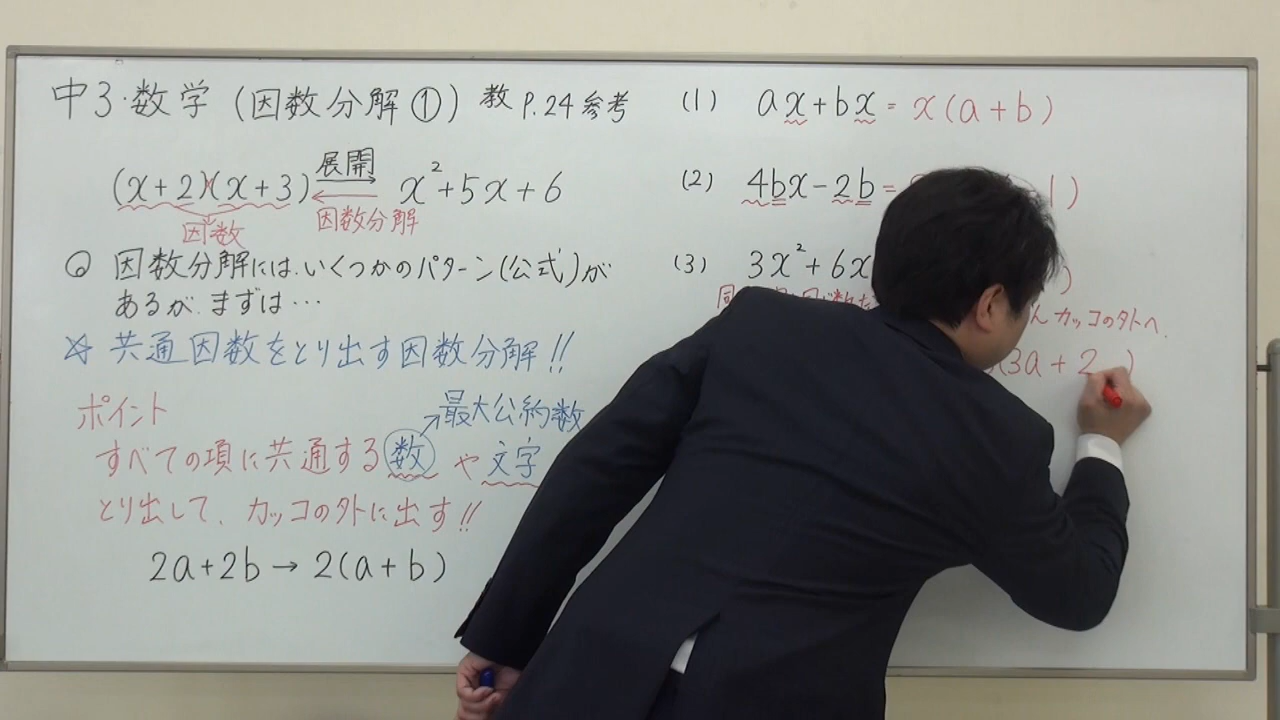 中3・数学 (因数分解①) 教 P.24参考
(x+2)(x+3) 展開 x²+5x+6
因数 因数分解
◎ 因数分解には、いくつかのパターン(公式)が
あるが、まずは…
☆ 共通因数をとり出す因数分解!!
ポイント
最大公約数
すべての項に共通する数や文字
とり出して、カッコの外に出す!!
2a+2b→2(a+b)
(1) ax+bx=x(a+b)
(2) 4bx-2b= 1)
(3) 3x²+6x )
カッコの外へ.
(3a+2 )